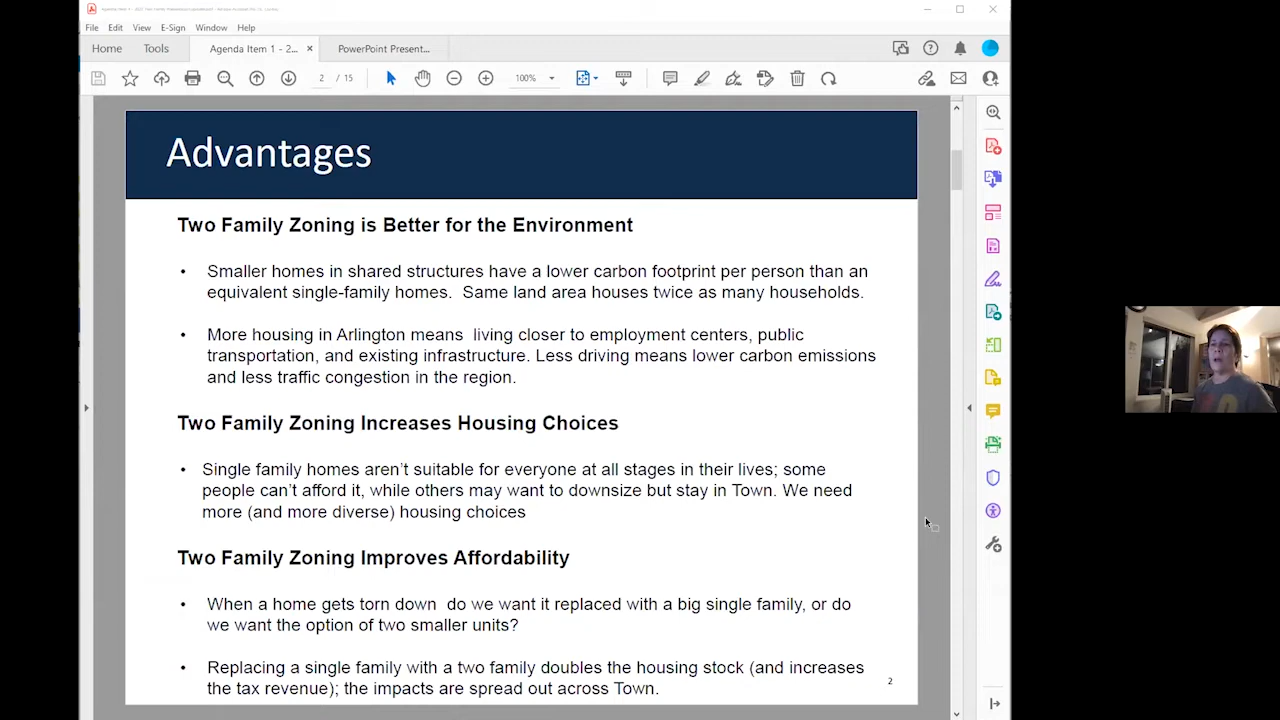 File Edit View E-Sign Window Help
Home Tools Agenda Item 1 - 2... × PowerPoint Present...
2 / 15 100%
Advantages
Two Family Zoning is Better for the Environment
• Smaller homes in shared structures have a lower carbon footprint per person than an
equivalent single-family homes. Same land area houses twice as many households.
• More housing in Arlington means living closer to employment centers, public
transportation, and existing infrastructure. Less driving means lower carbon emissions
and less traffic congestion in the region.
Two Family Zoning Increases Housing Choices
• Single family homes aren't suitable for everyone at all stages in their lives; some
people can't afford it, while others may want to downsize but stay in Town. We need
more (and more diverse) housing choices
Two Family Zoning Improves Affordability
• When a home gets torn down do we want it replaced with a big single family, or do
we want the option of two smaller units?
• Replacing a single family with a two family doubles the housing stock (and increases
the tax revenue); the impacts are spread out across Town.
2